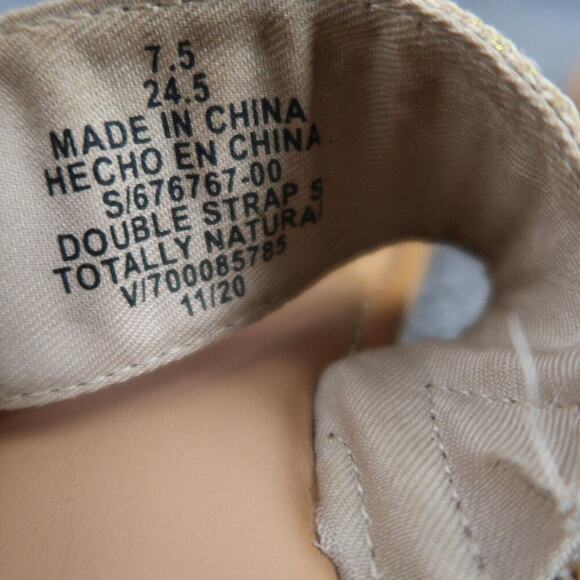 7.5
24.5
MADE IN CHINA
HECHO EN CHINA
S/676767-00
DOUBLE STRAP S
TOTALLY NATURA
V/700085785
11/20